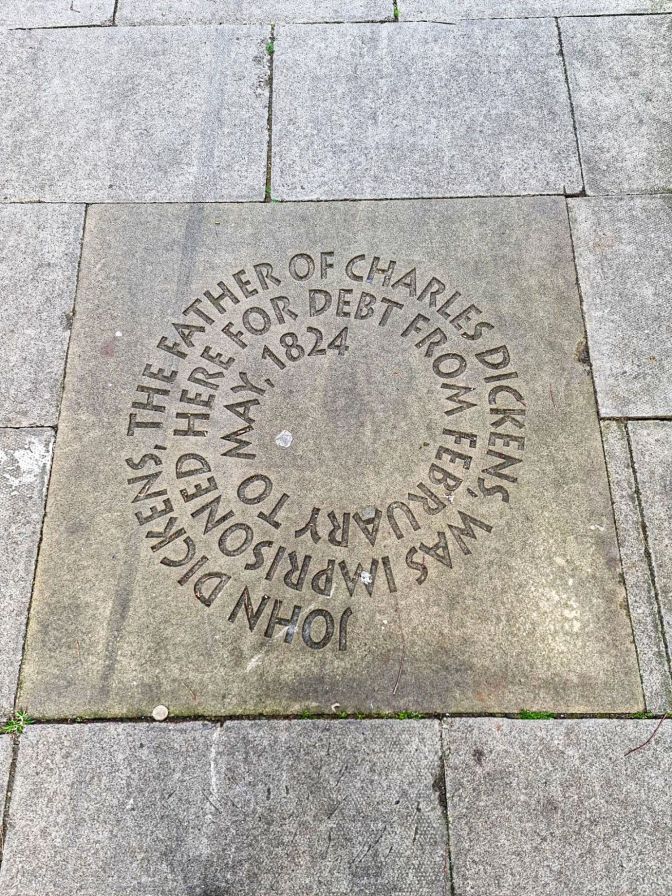 JOHN DICKENS, THE FATHER OF CHARLES DICKENS, WAS IMPRISONED HERE FOR DEBT FROM FEBRUARY TO MAY, 1824